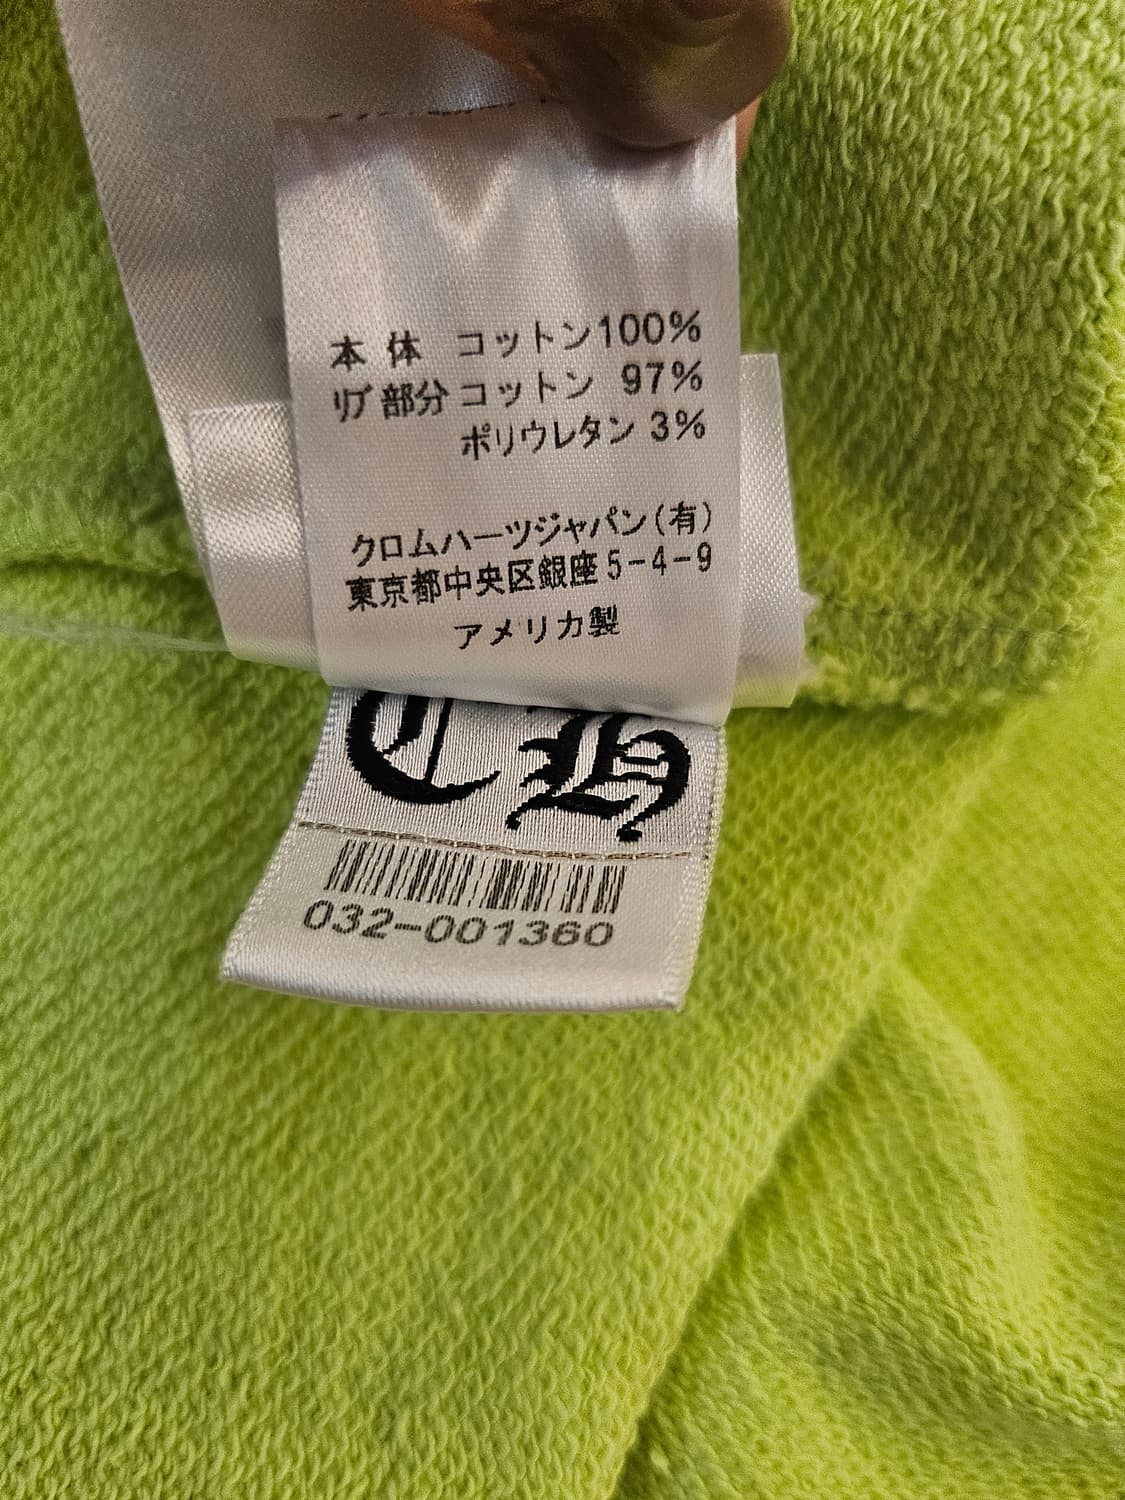 本体 コットン100%
リブ部分 コットン 97%
ポリウレタン 3%
クロムハーツジャパン(有)
東京都中央区銀座5-4-9
アメリカ製
CH
032-001360